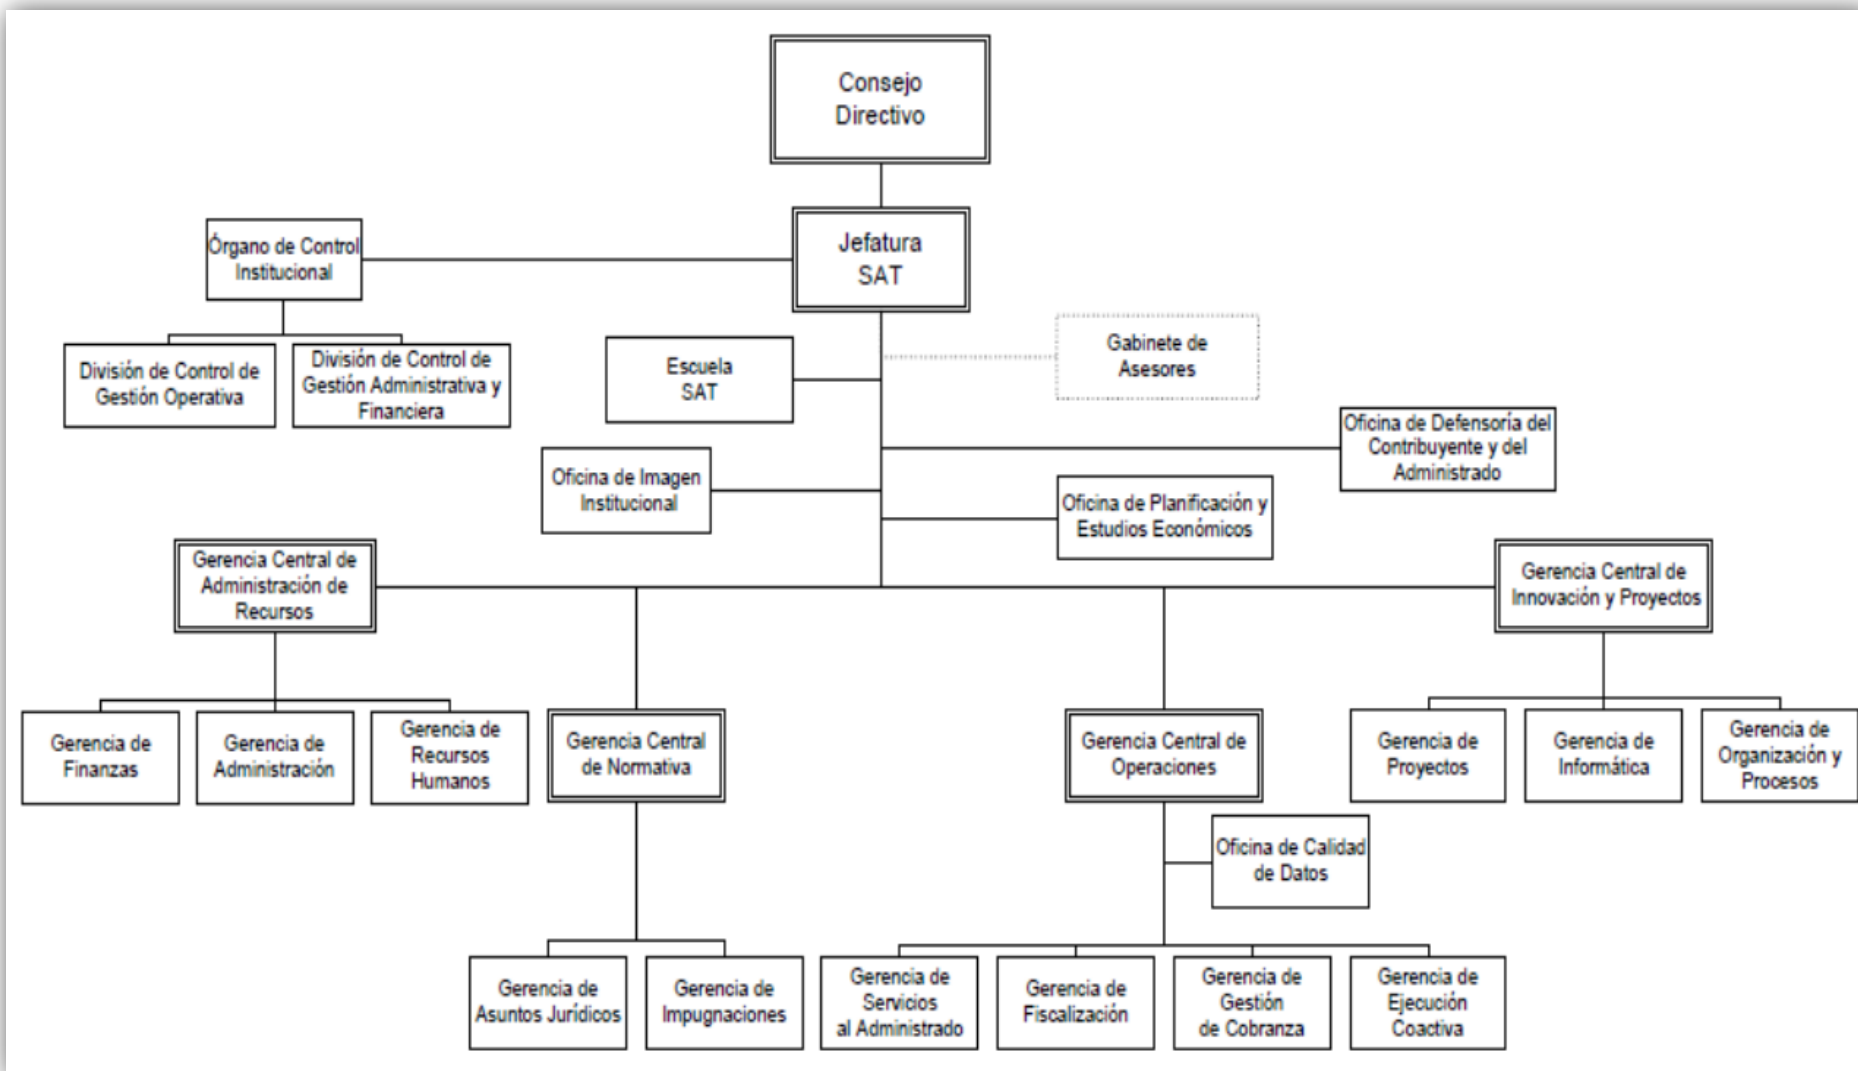 Consejo
Directivo
Jefatura
SAT
Órgano de Control
Institucional
División de Control de
Gestión Operativa
División de Control de
Gestión Administrativa y
Financiera
Escuela
SAT
Gabinete de
Asesores
Oficina de Defensoría del
Contribuyente y del
Administrado
Oficina de Imagen
Institucional
Oficina de Planificación y
Estudios Económicos
Gerencia Central de
Administración de
Recursos
Gerencia Central de
Innovación y Proyectos
Gerencia de
Finanzas
Gerencia de
Administración
Gerencia de
Recursos
Humanos
Gerencia Central
de Normativa
Gerencia Central de
Operaciones
Gerencia de
Proyectos
Gerencia de
Informática
Gerencia de
Organización y
Procesos
Oficina de Calidad
de Datos
Gerencia de
Asuntos Jurídicos
Gerencia de
Impugnaciones
Gerencia de
Servicios
al Administrado
Gerencia de
Fiscalización
Gerencia de
Gestión
de Cobranza
Gerencia de
Ejecución
Coactiva